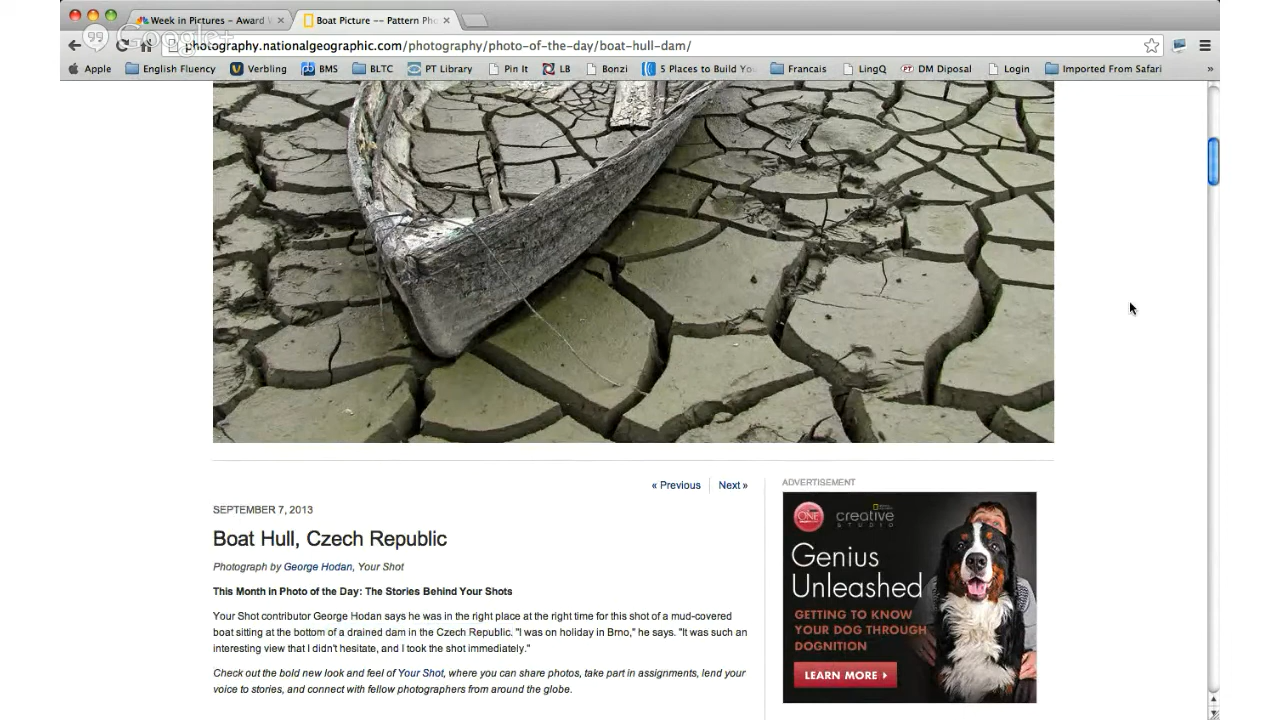 Week in Pictures – Award
Boat Picture -- Pattern Pho
Google+
photography.nationalgeographic.com/photography/photo-of-the-day/boat-hull-dam/
Apple English Fluency Verbling BMS BLTC PT Library Pin It LB Bonzi 5 Places to Build Yo Francais LingQ DM Diposal Login Imported From Safari »
« Previous Next »
ADVERTISEMENT
SEPTEMBER 7, 2013
Boat Hull, Czech Republic
Photograph by George Hodan, Your Shot
This Month in Photo of the Day: The Stories Behind Your Shots
Your Shot contributor George Hodan says he was in the right place at the right time for this shot of a mud-covered
boat sitting at the bottom of a drained dam in the Czech Republic. "I was on holiday in Brno," he says. "It was such an
interesting view that I didn't hesitate, and I took the shot immediately."
Check out the bold new look and feel of Your Shot, where you can share photos, take part in assignments, lend your
voice to stories, and connect with fellow photographers from around the globe.
ONE
creative
STUDIO
Genius
Unleashed
GETTING TO KNOW
YOUR DOG THROUGH
DOGNITION
LEARN MORE